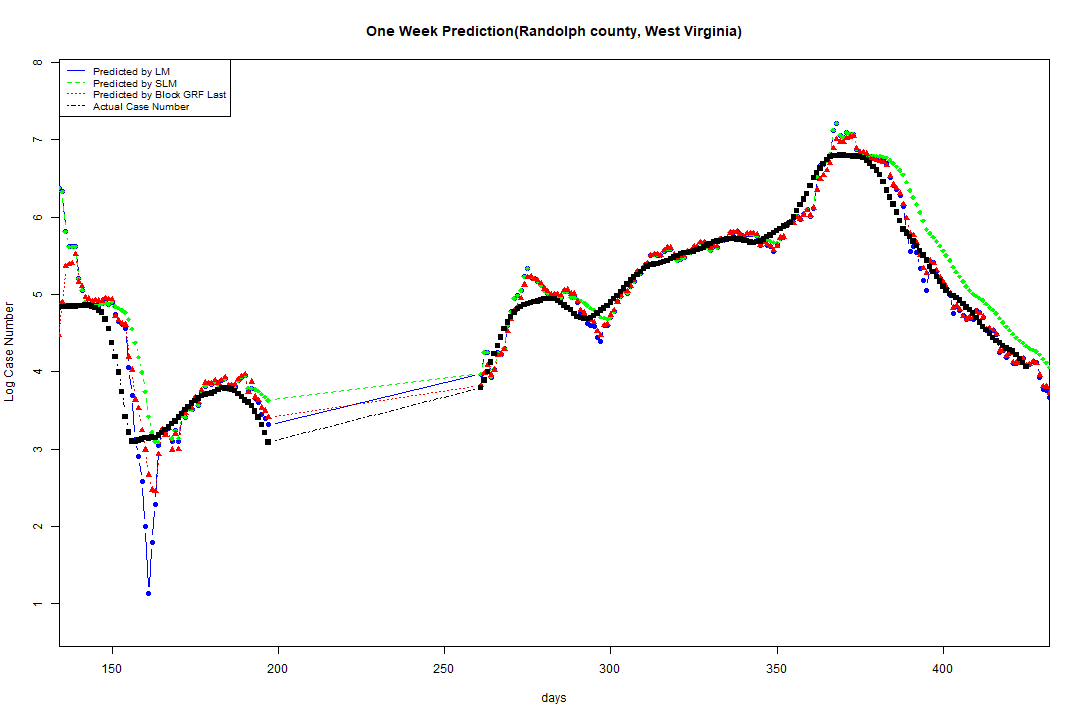 One Week Prediction(Randolph county, West Virginia)
Predicted by LM
Predicted by SLM
Predicted by Block GRF Last
Actual Case Number
8
7
6
5
4
3
2
1
Log Case Number
150 200 250 300 350 400
days